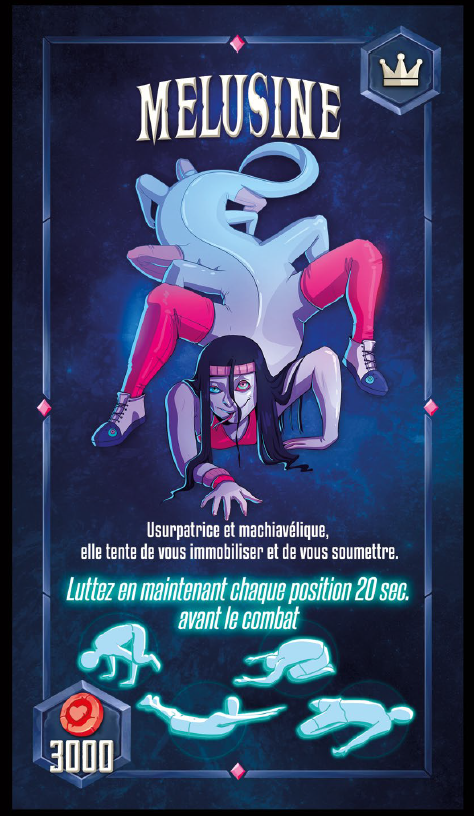 MELUSINE
Usurpatrice et machiavélique,
elle tente de vous immobiliser et de vous soumettre.
Luttez en maintenant chaque position 20 sec.
avant le combat
3000